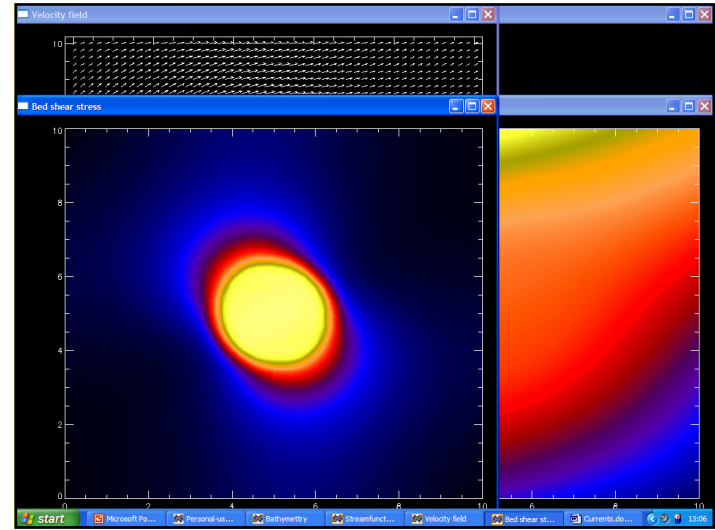 Velocity field
10
Bed shear stress
10
8
6
4
2
0
0 2 4 6 8 10
8 10
start Microsoft Po... Personal-us... Bathymettry Streamfunct... Velocity field Bed shear st... Currents.do... 13:06